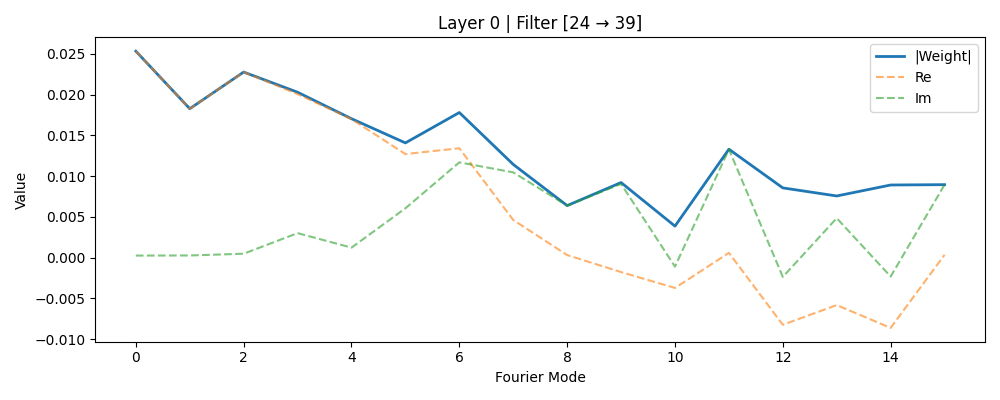 Layer 0 | Filter [24 → 39]
0.025
0.020
0.015
0.010
0.005
0.000
−0.005
−0.010
Value
|Weight|
Re
Im
0 2 4 6 8 10 12 14
Fourier Mode